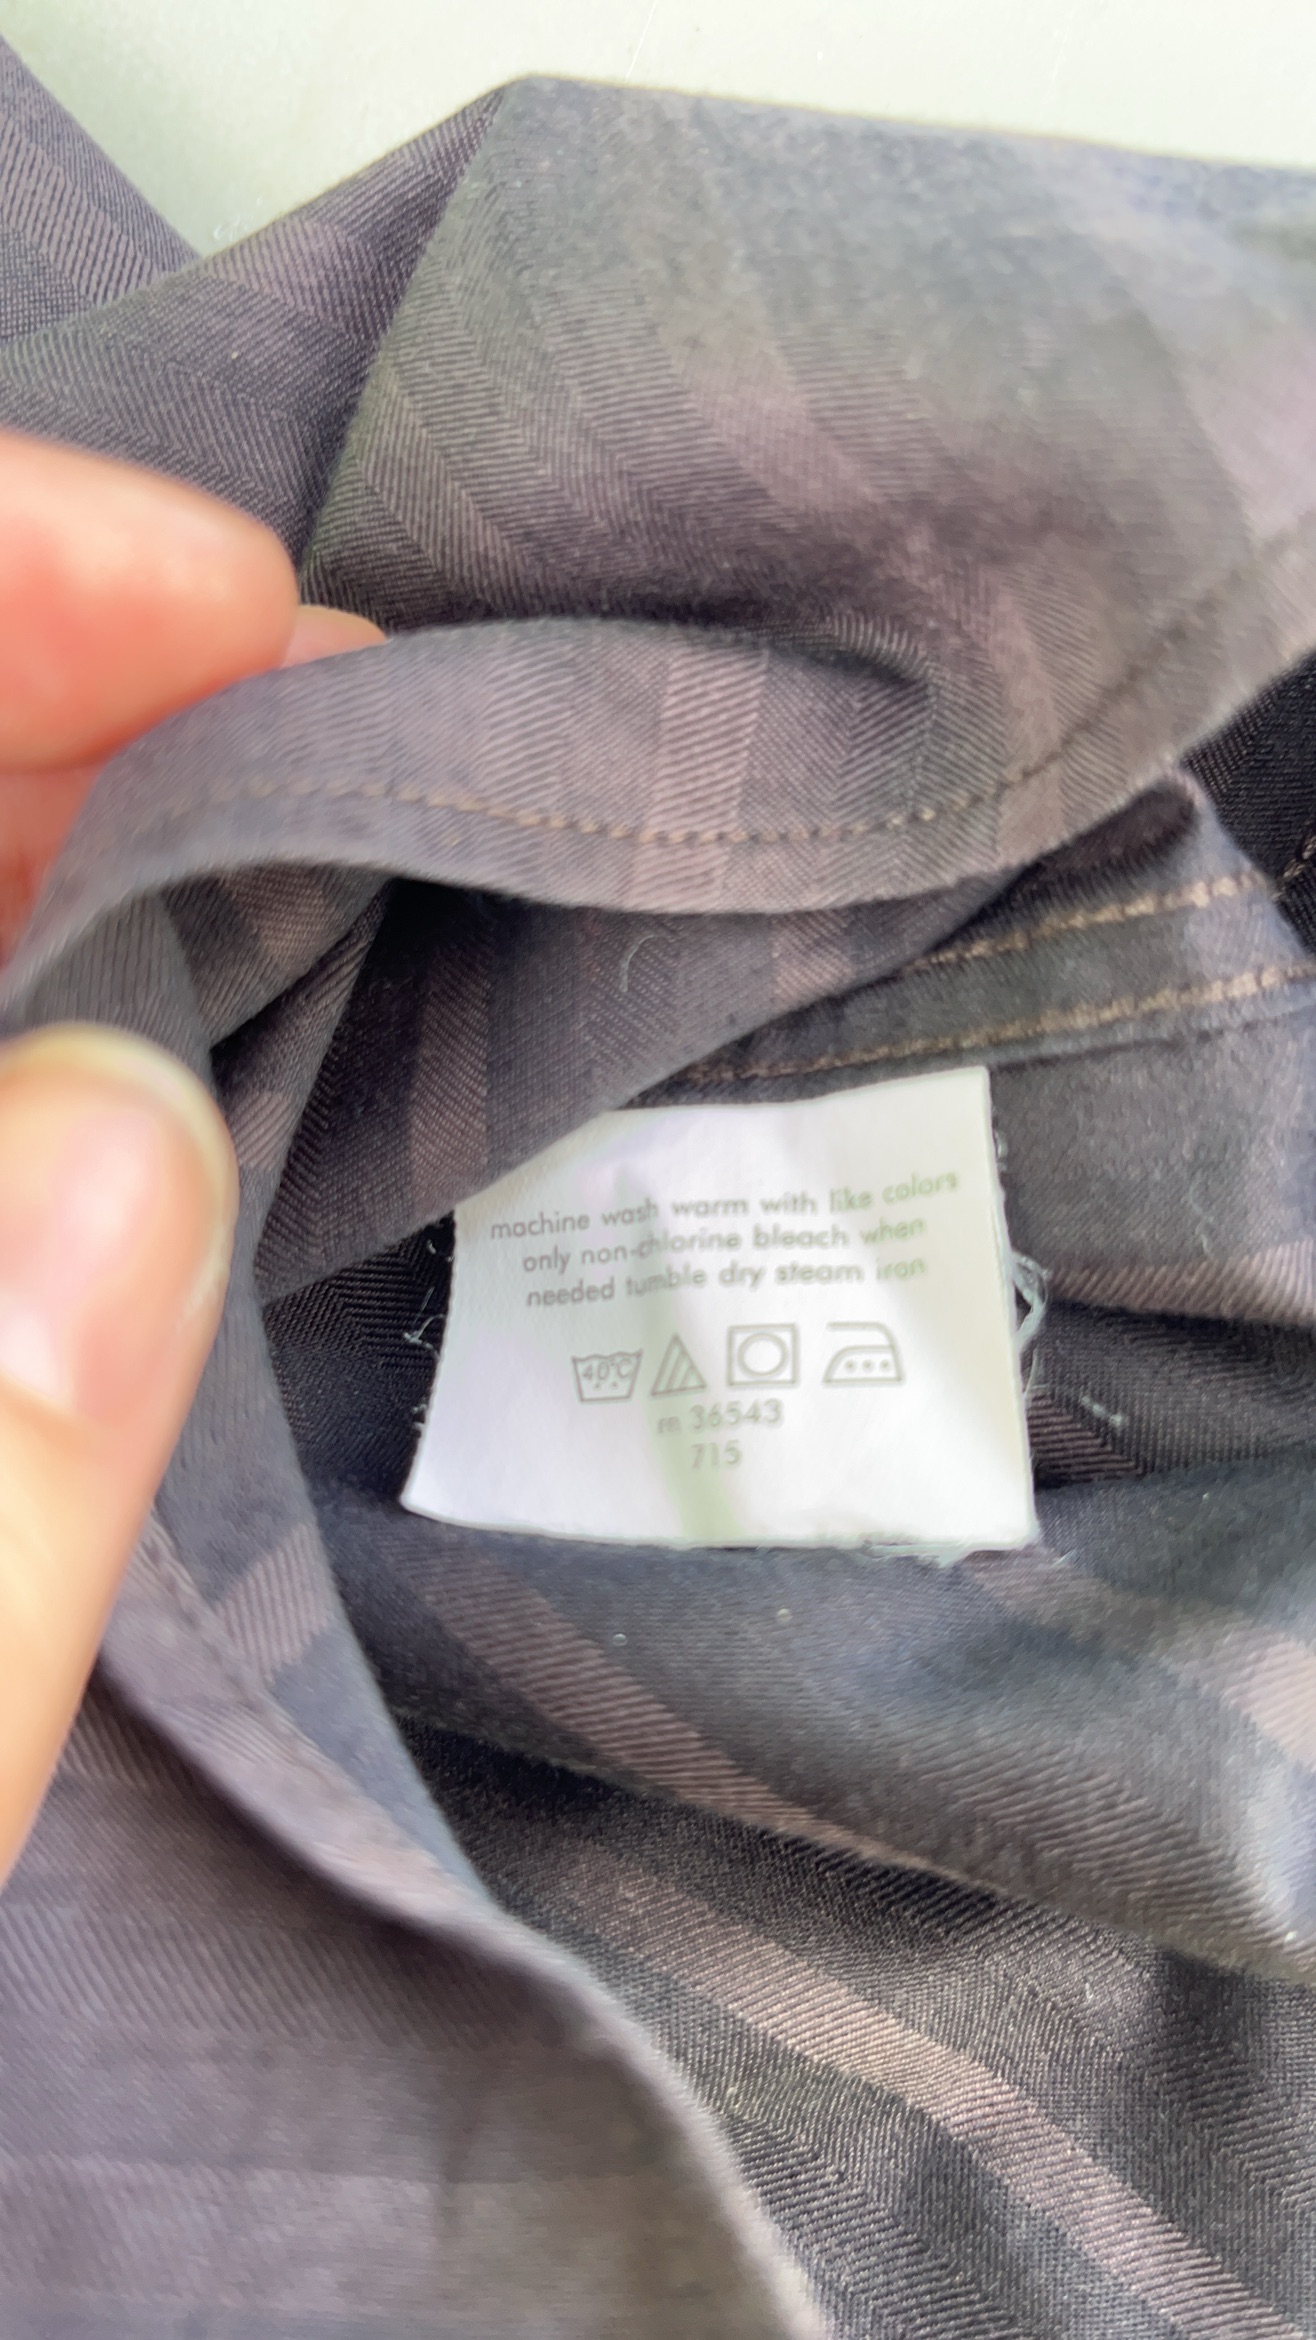 machine wash warm with like colors
only non-chlorine bleach when
needed tumble dry steam iron
40°C
rn 36543
715